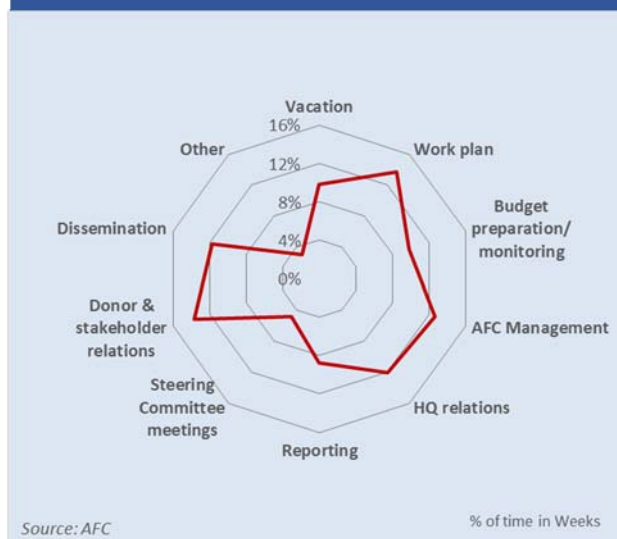 Vacation
16%
Other
Work plan
12%
8%
Dissemination
Budget
preparation/
monitoring
4%
0%
Donor &
stakeholder
relations
AFC Management
Steering
Committee
meetings
HQ relations
Reporting
Source: AFC
% of time in Weeks